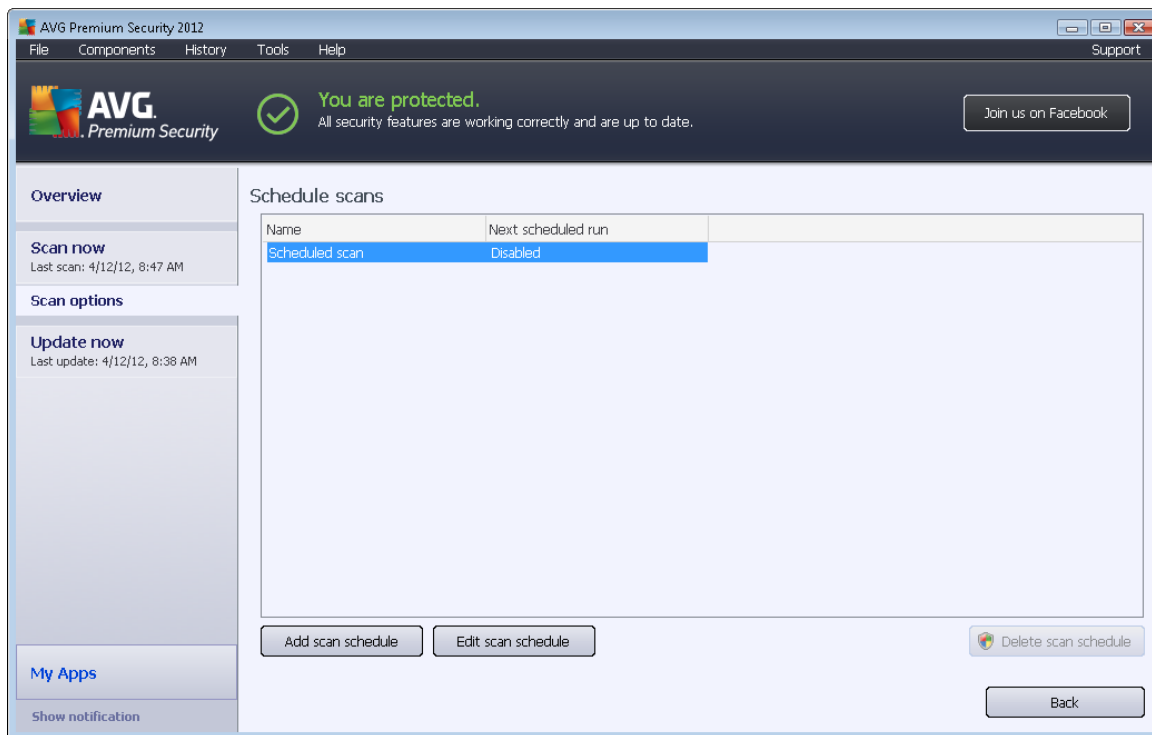 AVG Premium Security 2012
File Components History Tools Help Support
AVG.
Premium Security
You are protected.
All security features are working correctly and are up to date.
Join us on Facebook
Overview
Scan now
Last scan: 4/12/12, 8:47 AM
Scan options
Update now
Last update: 4/12/12, 8:38 AM
My Apps
Show notification
Schedule scans
Name Next scheduled run
Scheduled scan Disabled
Add scan schedule Edit scan schedule Delete scan schedule
Back